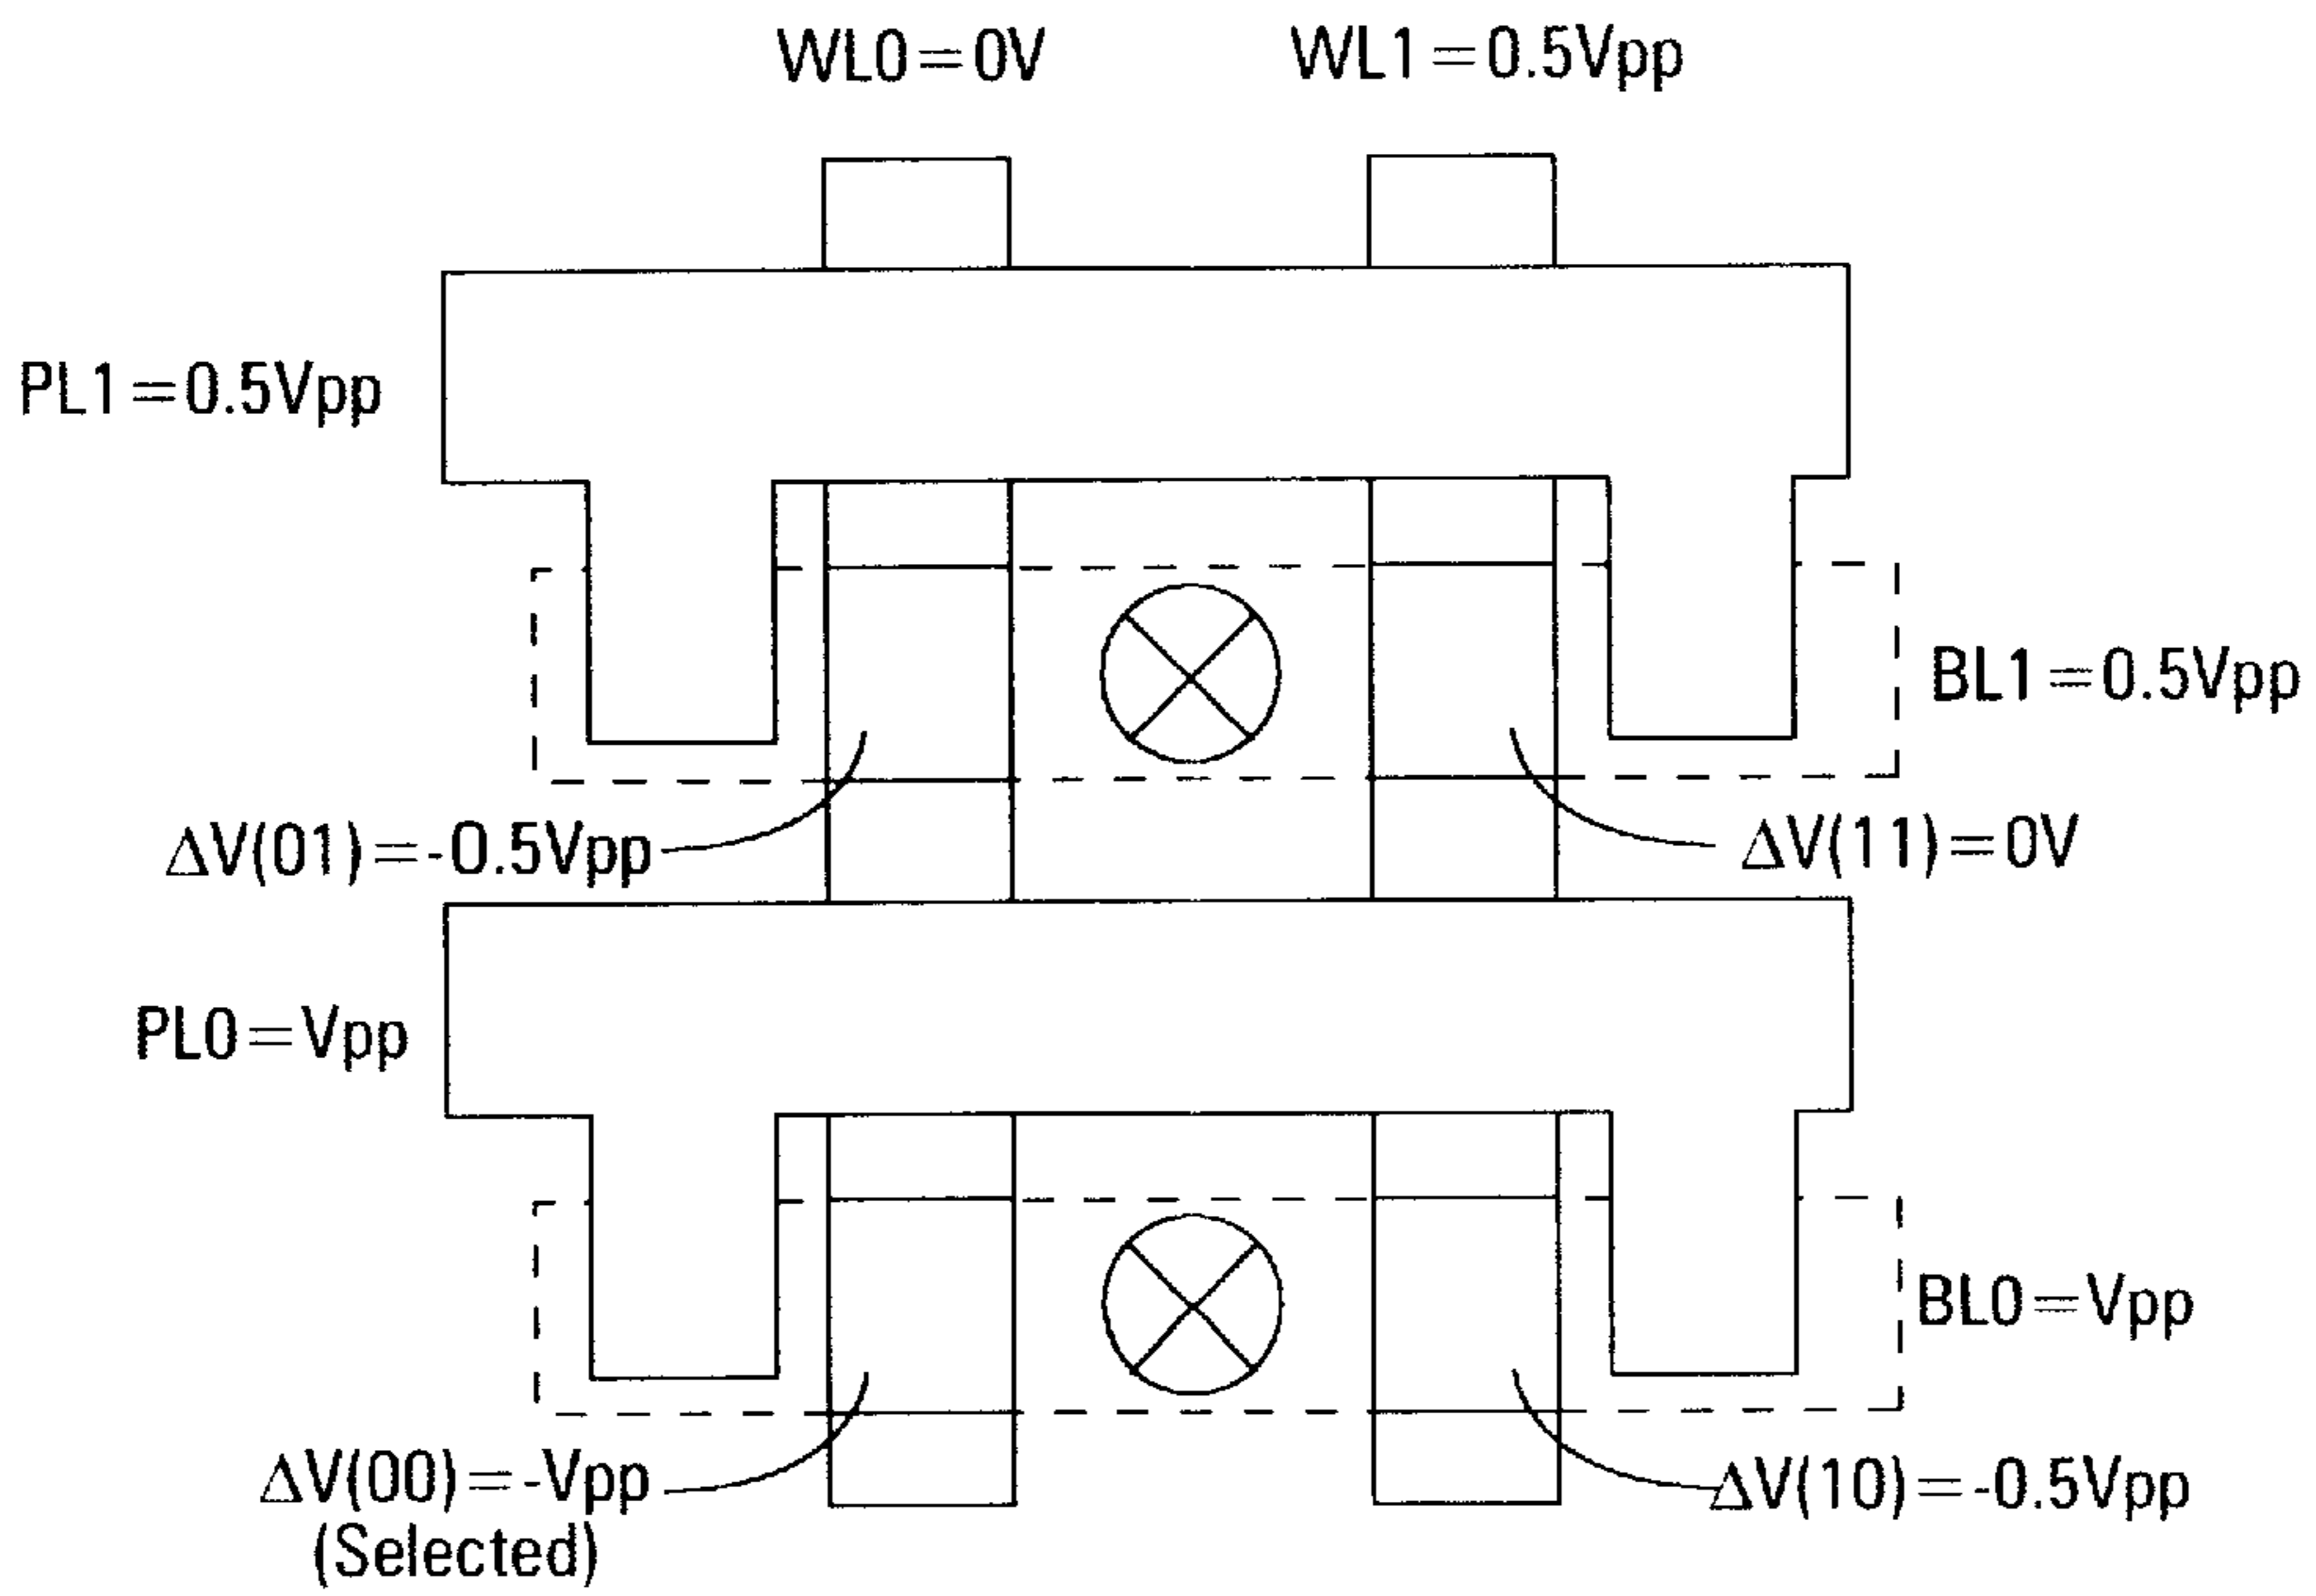 WL0=0V
WL1=0.5Vpp
PL1=0.5Vpp
BL1=0.5Vpp
ΔV(01)=-0.5Vpp
ΔV(11)=0V
PL0=Vpp
BL0=Vpp
ΔV(00)=-Vpp
(Selected)
ΔV(10)=-0.5Vpp